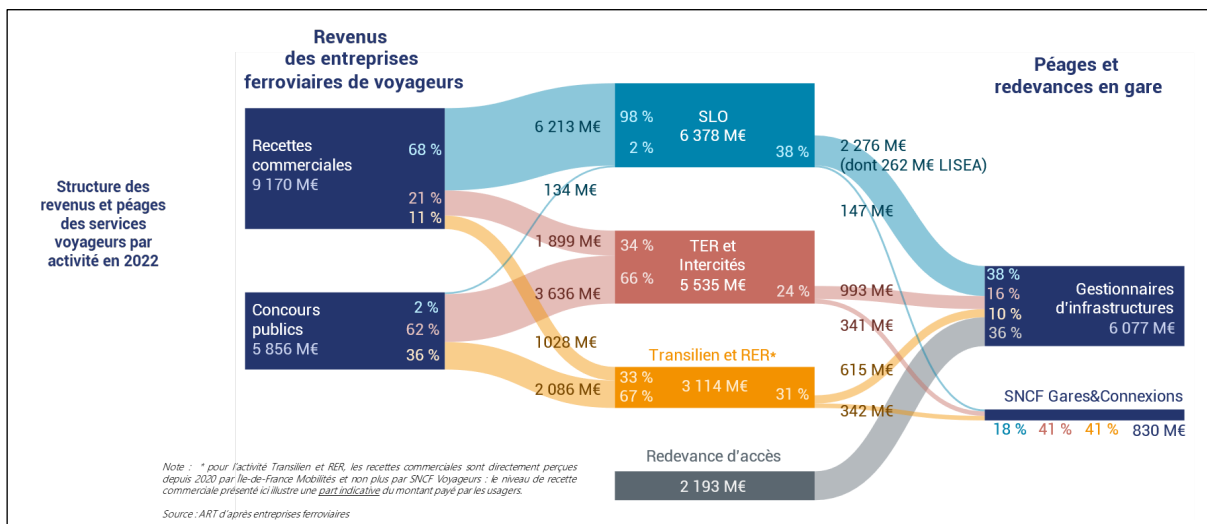 Revenus
des entreprises
ferroviaires de voyageurs
Péages et
redevances en gare
Structure des
revenus et péages
des services
voyageurs par
activité en 2022
Recettes
commerciales
9 170 M€
68 %
21 %
11 %
Concours
publics
5 856 M€
2 %
62 %
36 %
6 213 M€
134 M€
1 899 M€
3 636 M€
1028 M€
2 086 M€
98 %
2 %
SLO
6 378 M€
38 %
34 %
66 %
TER et
Intercités
5 535 M€
24 %
Transilien et RER*
33 %
67 %
3 114 M€
31 %
Redevance d'accès
2 193 M€
2 276 M€
(dont 262 M€ LISEA)
147 M€
993 M€
341 M€
615 M€
342 M€
38 %
16 %
10 %
36 %
Gestionnaires
d'infrastructures
6 077 M€
SNCF Gares&Connexions
18 % 41 % 41 % 830 M€
Note : * pour l'activité Transilien et RER, les recettes commerciales sont directement perçues
depuis 2020 par Île-de-France Mobilités et non plus par SNCF Voyageurs : le niveau de recette
commerciale présenté ici illustre une part indicative du montant payé par les usagers.
Source : ART d'après entreprises ferroviaires